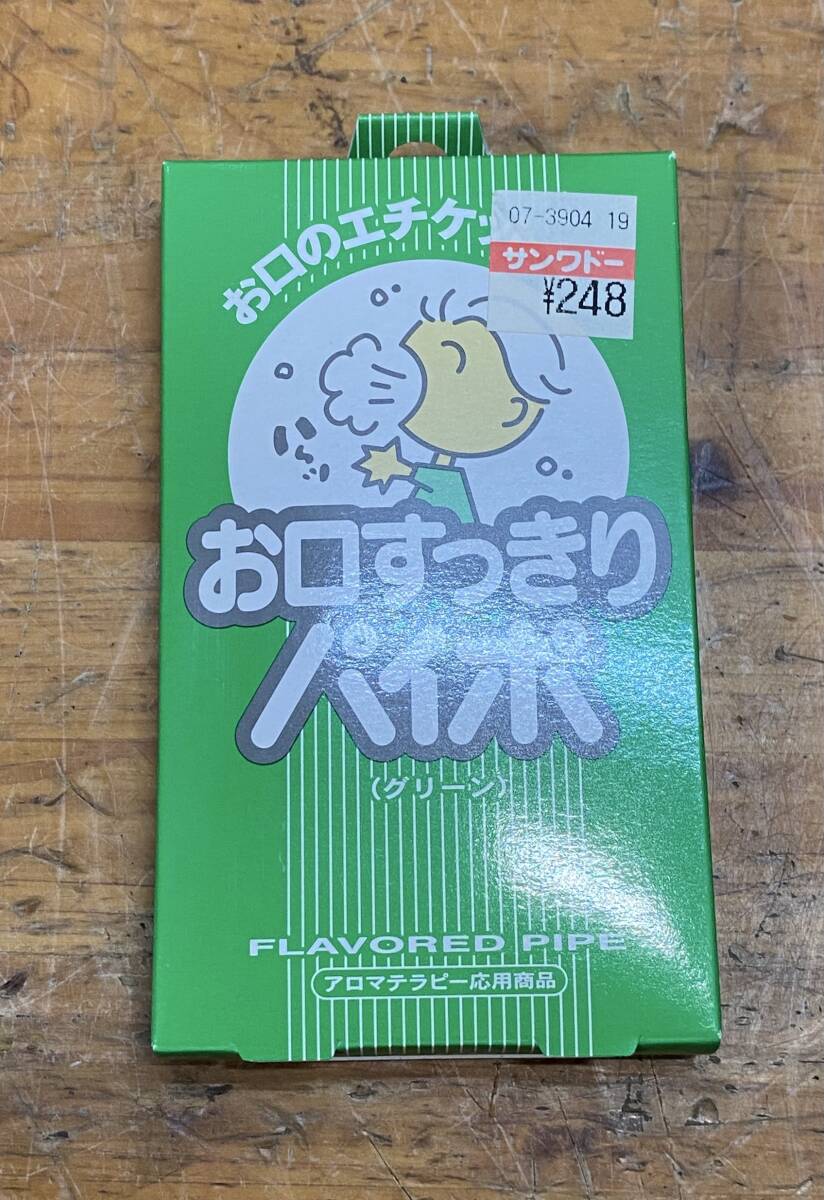 お口のエチケッ
07-3904 19
サンワドー
¥248
お口すっきり
パイポ
(グリーン)
FLAVORED PIPE
アロマテラピー応用商品